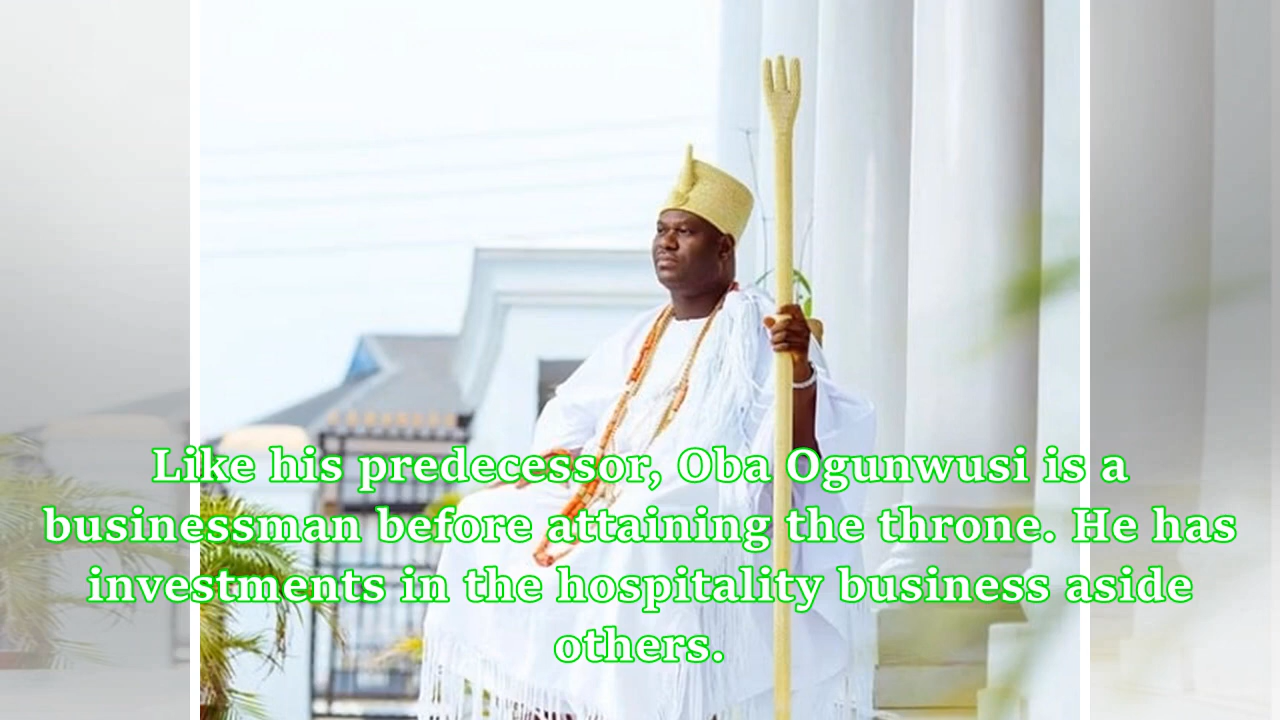 Like his predecessor, Oba Ogunwusi is a
businessman before attaining the throne. He has
investments in the hospitality business aside
others.